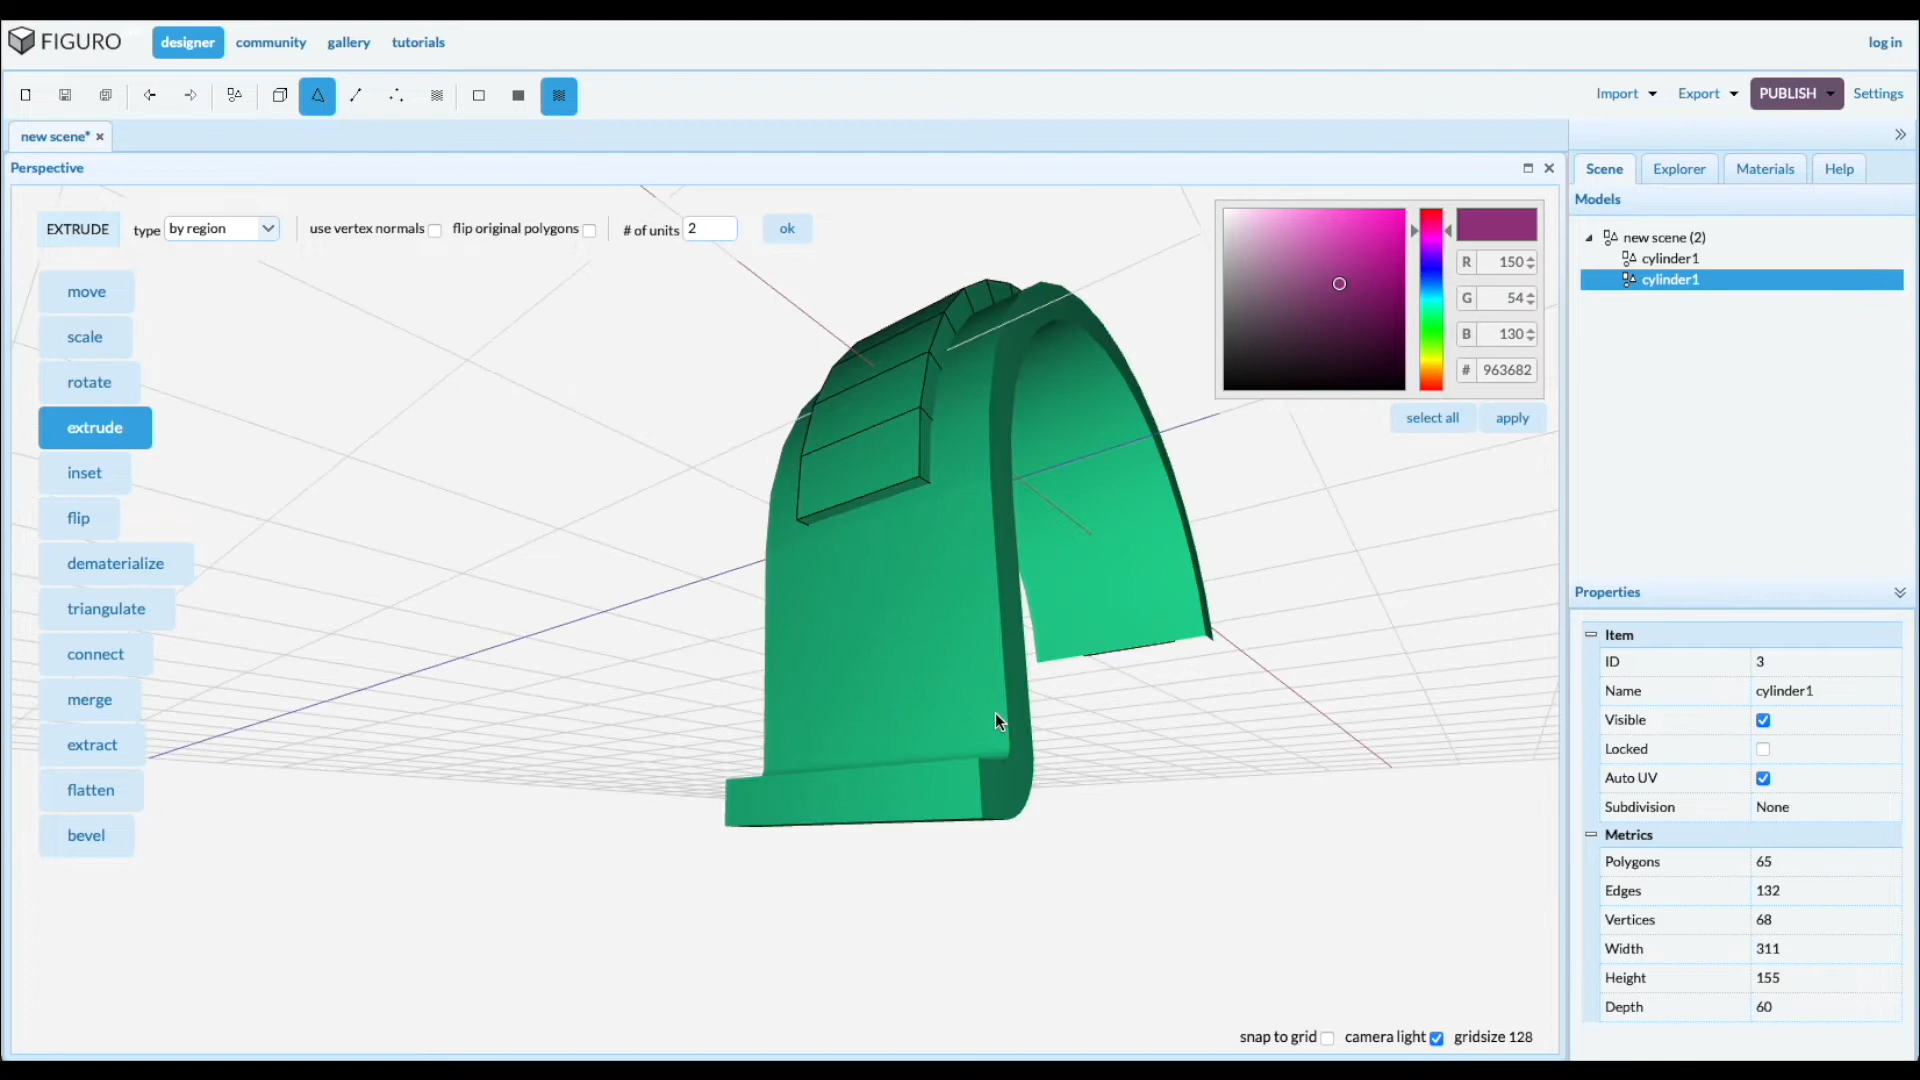 FIGURO designer community gallery tutorials log in
Import Export PUBLISH Settings
new scene* ×
Perspective
EXTRUDE type by region use vertex normals flip original polygons # of units 2 ok
move
scale
rotate
extrude
inset
flip
dematerialize
triangulate
connect
merge
extract
flatten
bevel
R 150
G 54
B 130
# 963682
select all apply
snap to grid camera light gridsize 128
Scene Explorer Materials Help
Models
new scene (2)
cylinder1
cylinder1
Properties
Item
ID 3
Name cylinder1
Visible
Locked
Auto UV
Subdivision None
Metrics
Polygons 65
Edges 132
Vertices 68
Width 311
Height 155
Depth 60